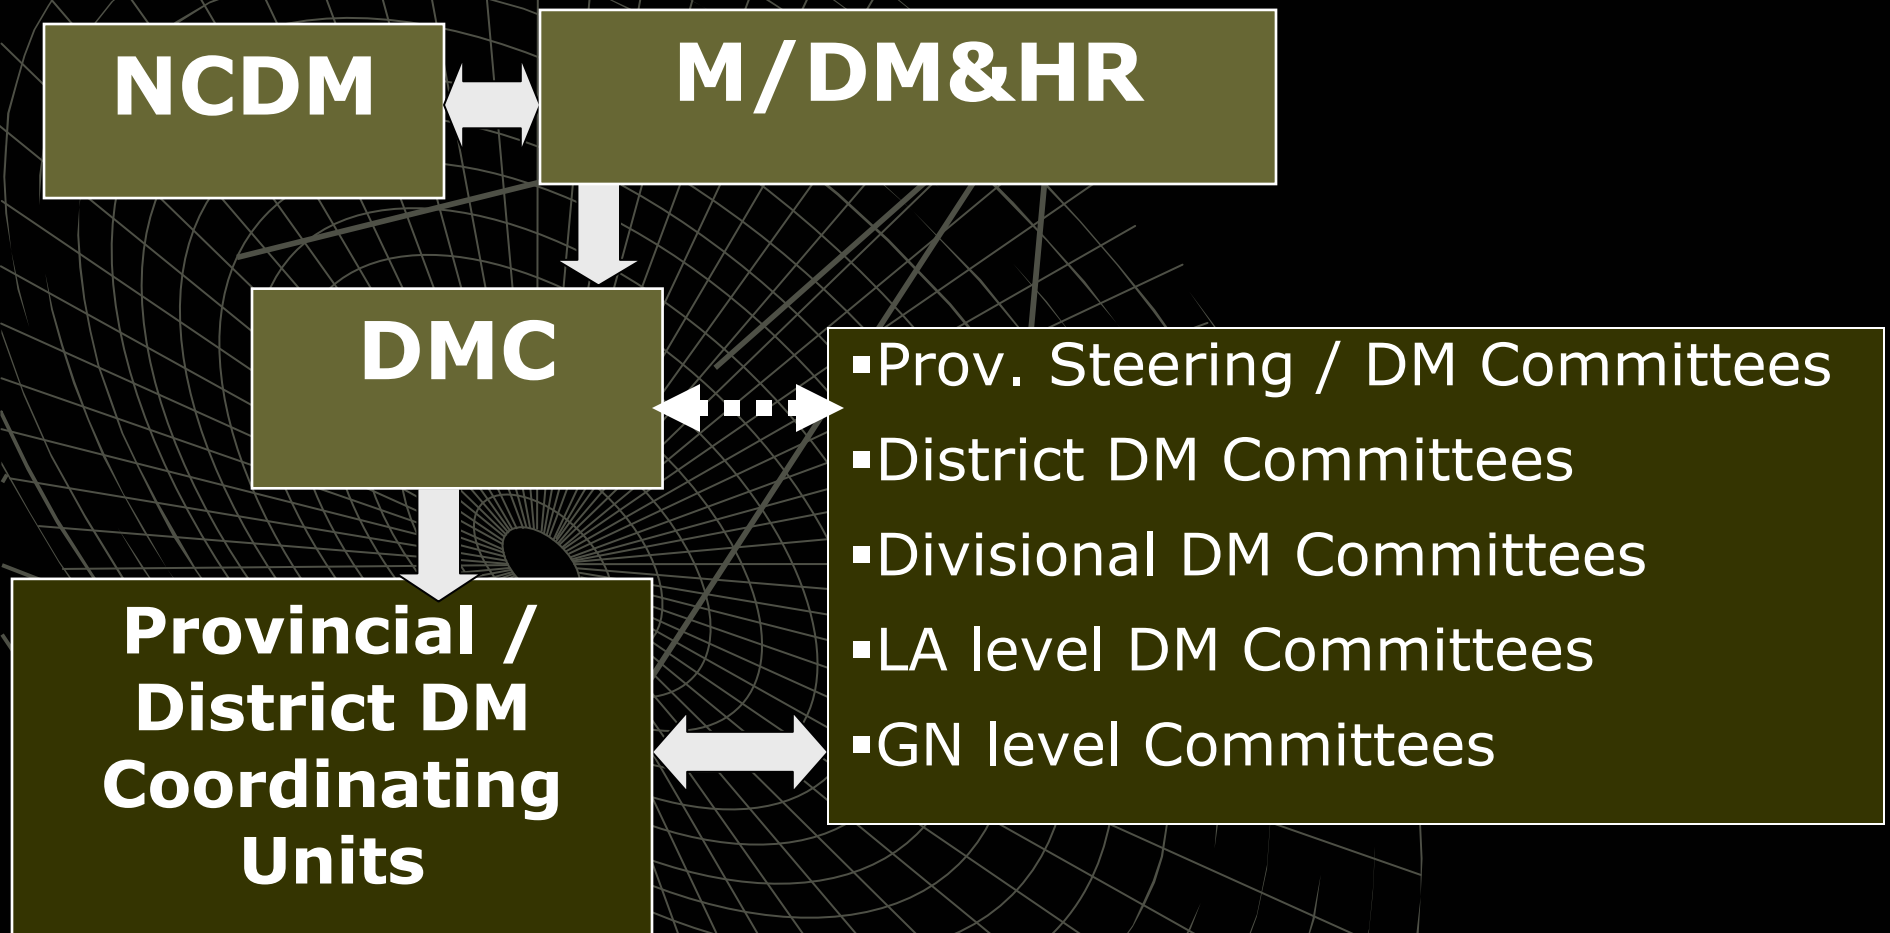 NCDM
M/DM&HR
DMC
▪Prov. Steering / DM Committees
▪District DM Committees
▪Divisional DM Committees
▪LA level DM Committees
▪GN level Committees
Provincial /
District DM
Coordinating
Units